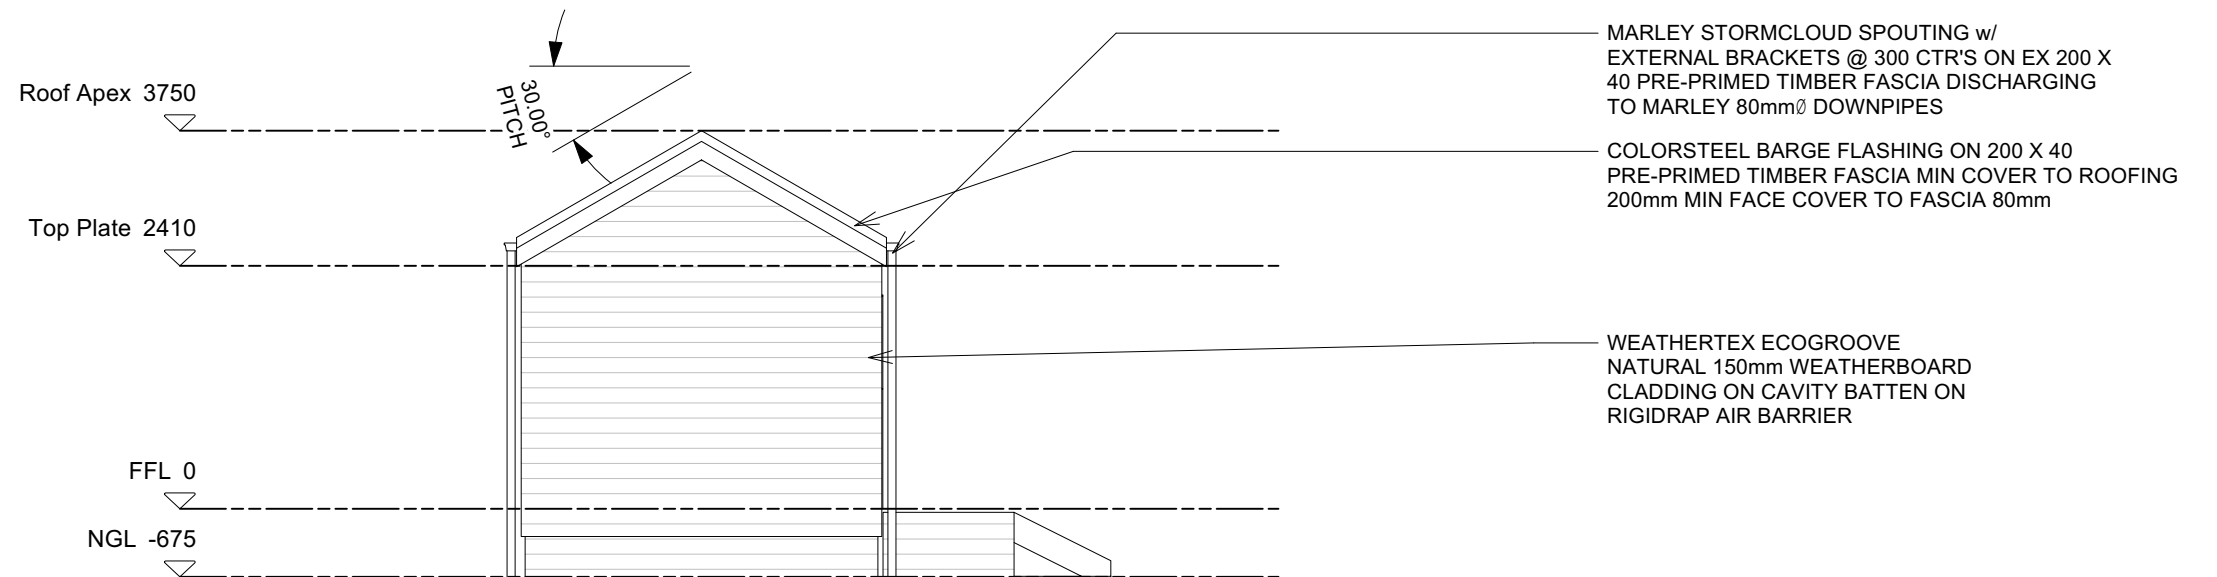 MARLEY STORMCLOUD SPOUTING w/
EXTERNAL BRACKETS @ 300 CTR'S ON EX 200 X
40 PRE-PRIMED TIMBER FASCIA DISCHARGING
TO MARLEY 80mmØ DOWNPIPES
30.00°
PITCH
Roof Apex 3750
COLORSTEEL BARGE FLASHING ON 200 X 40
PRE-PRIMED TIMBER FASCIA MIN COVER TO ROOFING
200mm MIN FACE COVER TO FASCIA 80mm
Top Plate 2410
WEATHERTEX ECOGROOVE
NATURAL 150mm WEATHERBOARD
CLADDING ON CAVITY BATTEN ON
RIGIDRAP AIR BARRIER
FFL 0
NGL -675